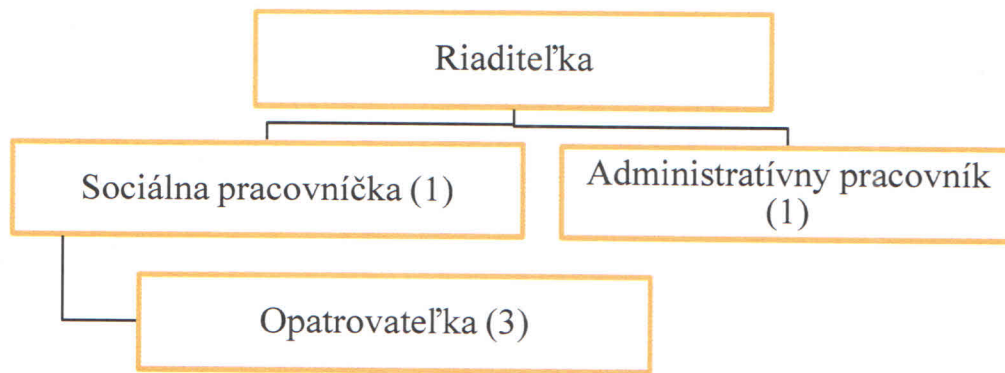 Riaditeľka
Sociálna pracovníčka (1)
Administratívny pracovník
(1)
Opatrovateľka (3)